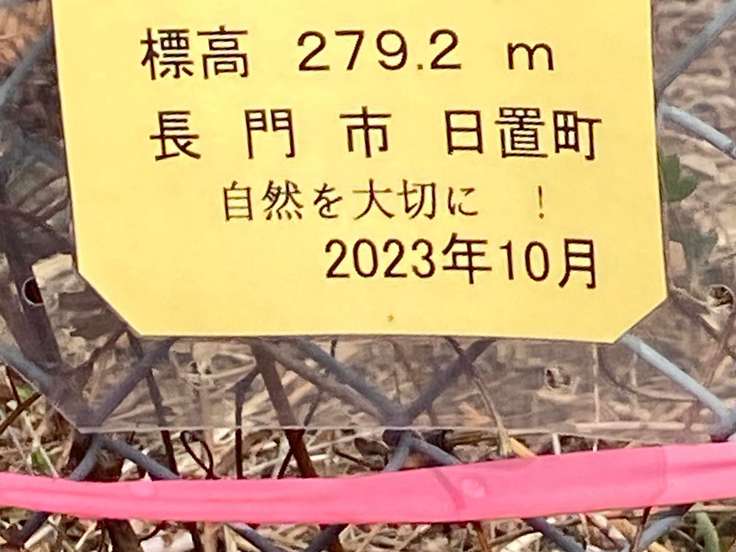 標高 279.2 m
長門市 日置町
自然を大切に !
2023年10月